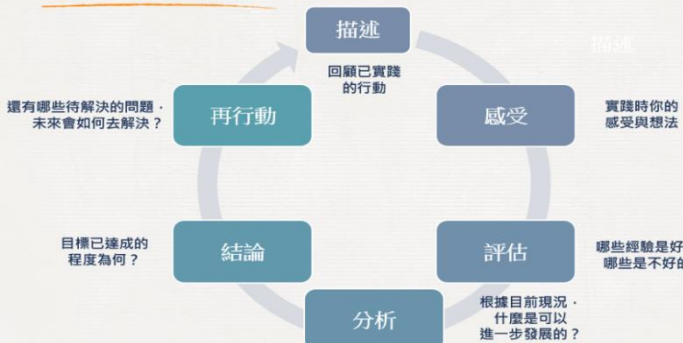 描述
描述
回顧已實踐
的行動
感受
實踐時你的
感受與想法
評估
哪些經驗是好
哪些是不好的
分析
根據目前現況，
什麼是可以
進一步發展的？
結論
目標已達成的
程度為何？
再行動
還有哪些待解決的問題，
未來會如何去解決？